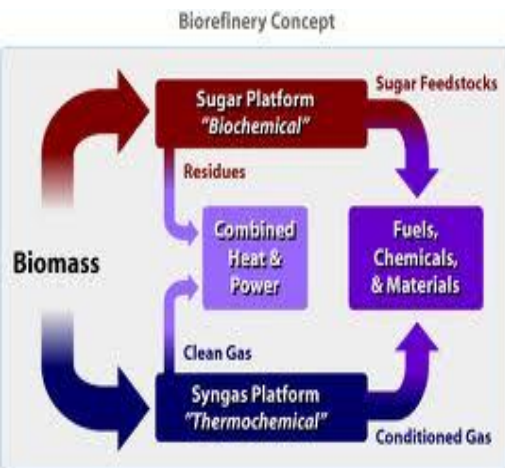 Biorefinery Concept
Sugar Platform
"Biochemical"
Sugar Feedstocks
Residues
Combined
Heat &
Power
Fuels,
Chemicals,
& Materials
Biomass
Clean Gas
Syngas Platform
"Thermochemical"
Conditioned Gas